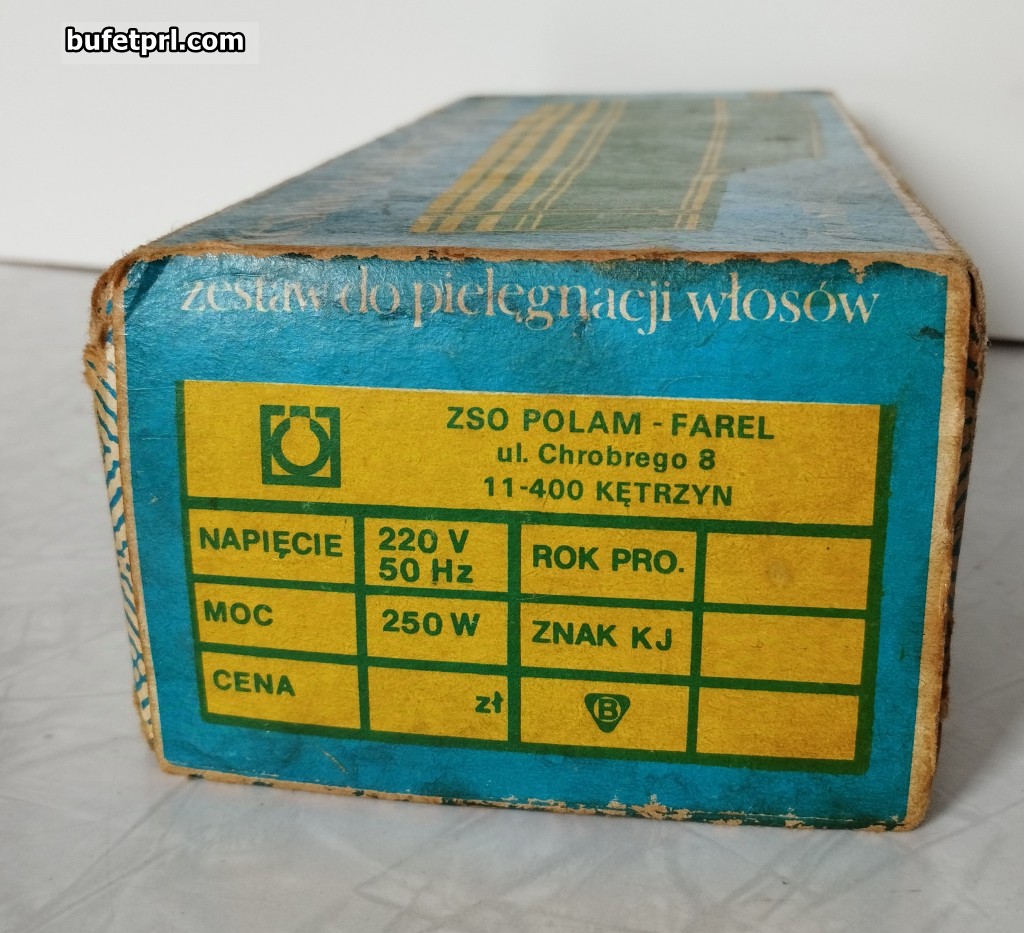 bufetprl.com
zestaw do pielęgnacji włosów
ZSO POLAM - FAREL
ul. Chrobrego 8
11-400 KĘTRZYN
NAPIĘCIE 220 V 50 Hz ROK PRO.
MOC 250 W ZNAK KJ
CENA zł B